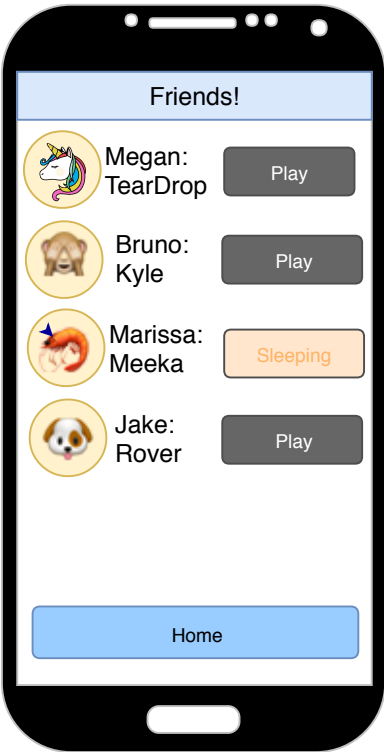 Friends!
Megan:
TearDrop
Play
Bruno:
Kyle
Play
Marissa:
Meeka
Sleeping
Jake:
Rover
Play
Home